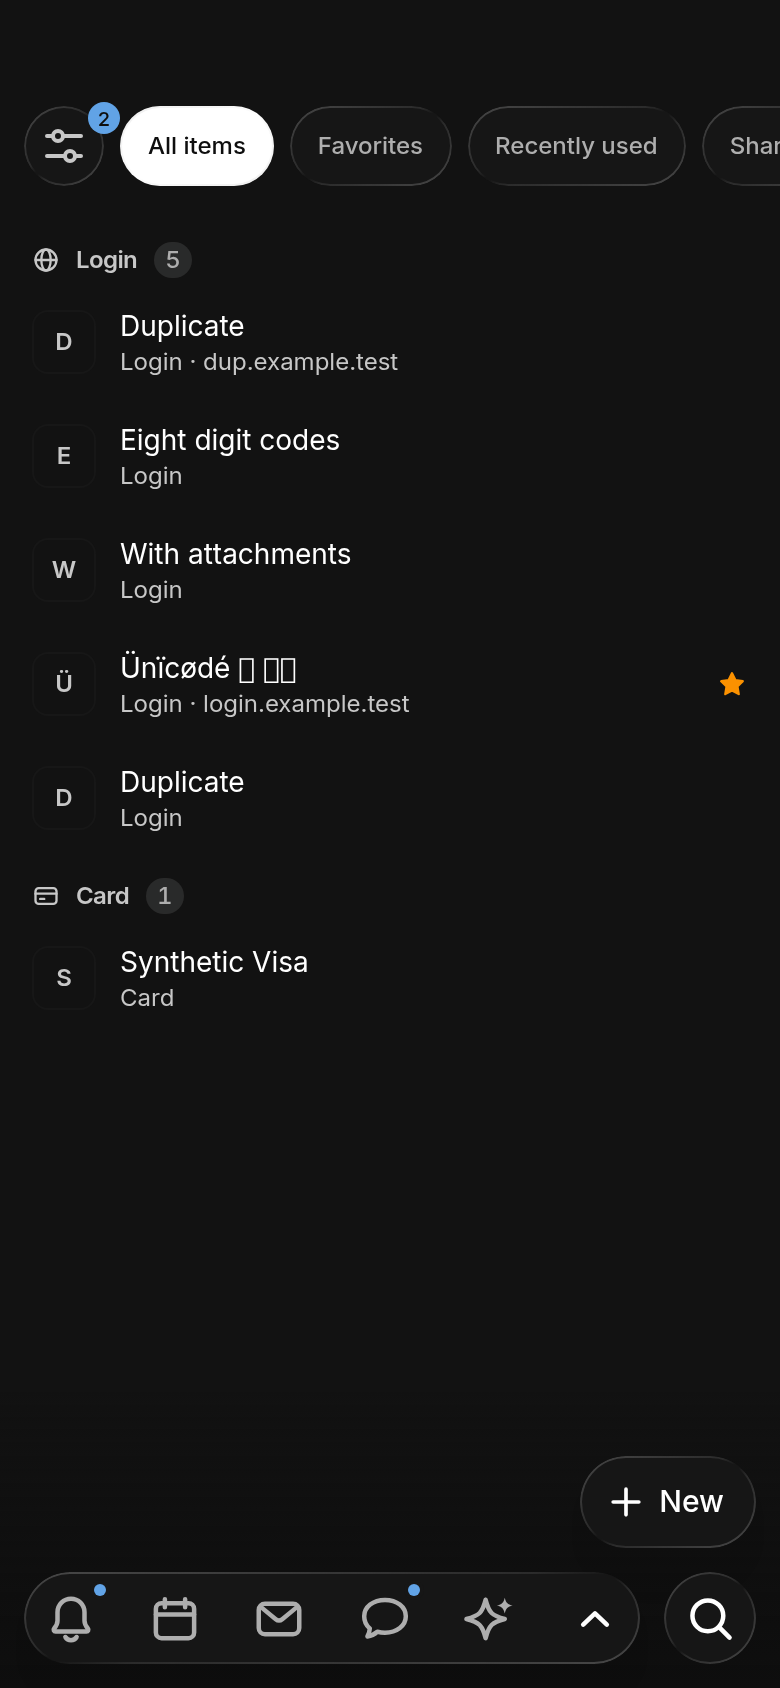 2
All items
Favorites
Recently used
Shar
Login 5
D
Duplicate
Login · dup.example.test
E
Eight digit codes
Login
W
With attachments
Login
Ü
Ünïcødé
Login · login.example.test
D
Duplicate
Login
Card 1
S
Synthetic Visa
Card
New